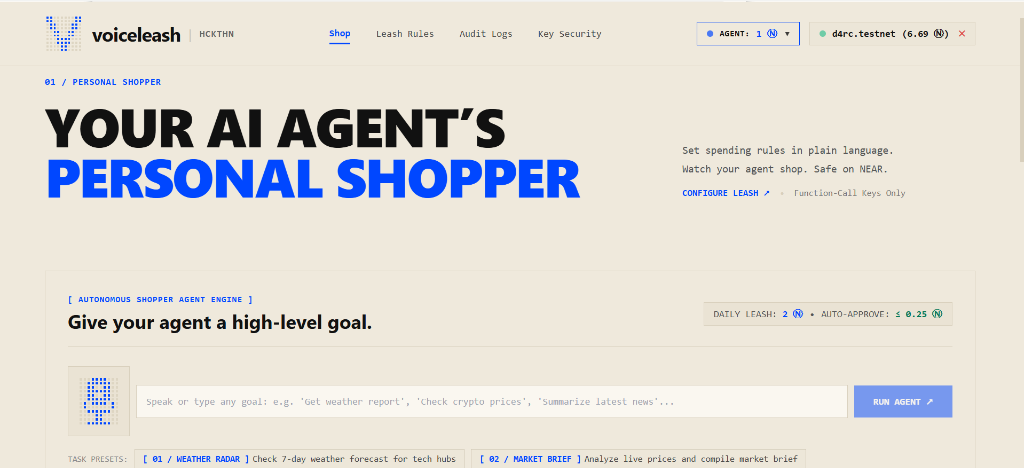 voiceleash | HCKTHN
Shop Leash Rules Audit Logs Key Security
AGENT: 1 Ⓝ ▼
d4rc.testnet (6.69 Ⓝ) ✕
01 / PERSONAL SHOPPER
YOUR AI AGENT’S
PERSONAL SHOPPER
Set spending rules in plain language.
Watch your agent shop. Safe on NEAR.
CONFIGURE LEASH ↗ • Function-Call Keys Only
[ AUTONOMOUS SHOPPER AGENT ENGINE ]
Give your agent a high-level goal.
DAILY LEASH: 2 Ⓝ • AUTO-APPROVE: ≤ 0.25 Ⓝ
Speak or type any goal: e.g. 'Get weather report', 'Check crypto prices', 'Summarize latest news'...
RUN AGENT ↗
TASK PRESETS: [ 01 / WEATHER RADAR ] Check 7-day weather forecast for tech hubs [ 02 / MARKET BRIEF ] Analyze live prices and compile market brief